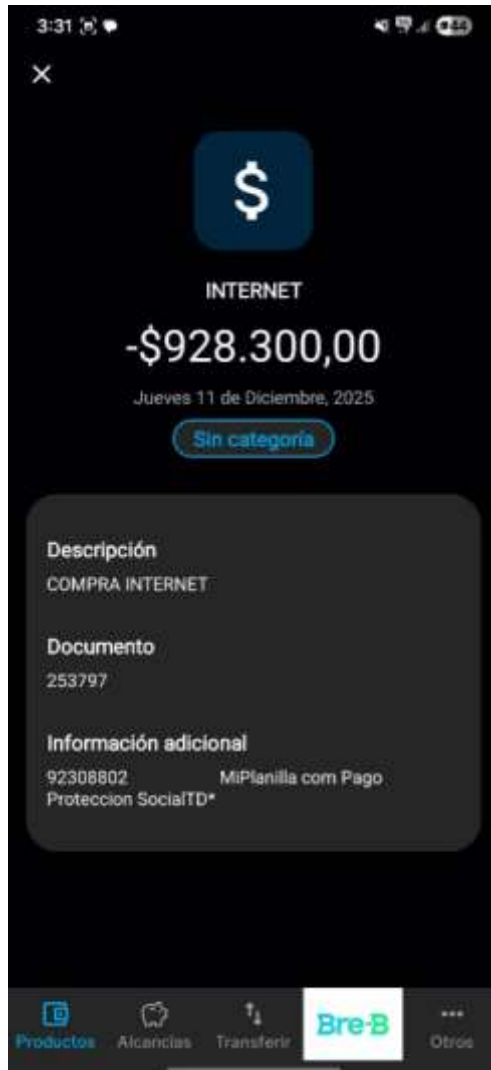 3:31
INTERNET
-$928.300,00
Jueves 11 de Diciembre, 2025
Sin categoría
Descripción
COMPRA INTERNET
Documento
253797
Información adicional
92308802 MiPlanilla com Pago
Proteccion SocialTD*
Productos Alcancías Transferir Bre-B Otros